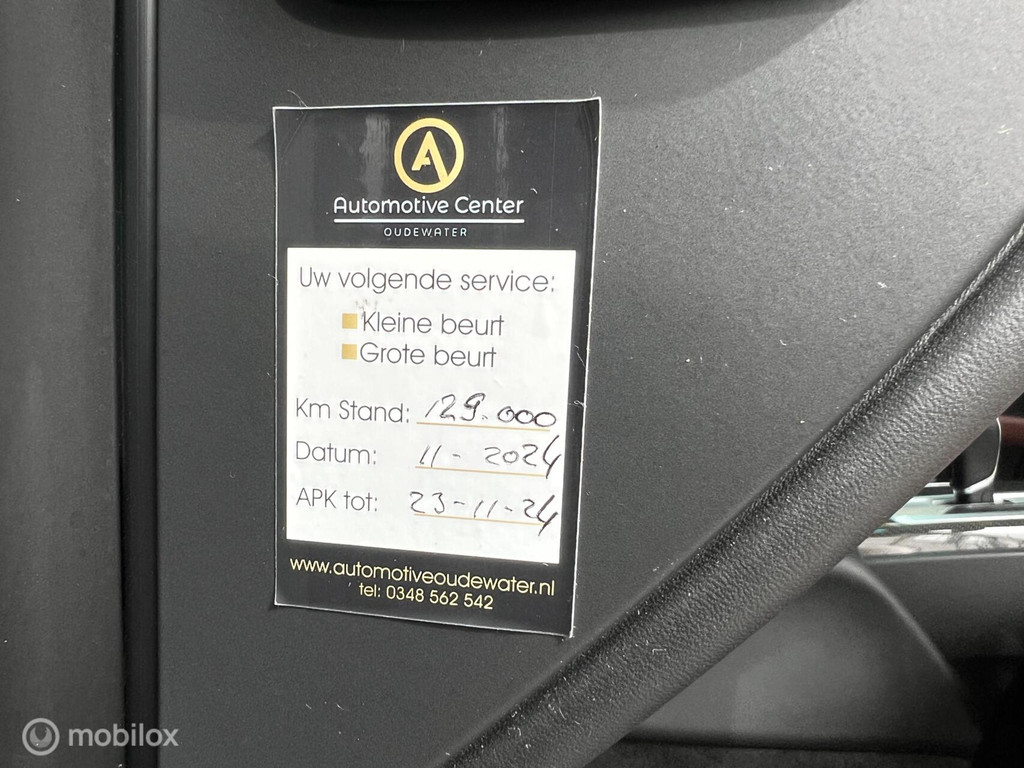 A
Automotive Center
OUDEWATER
Uw volgende service:
Kleine beurt
Grote beurt
Km Stand: 129.000
Datum: 11-2024
APK tot: 23-11-24
www.automotiveoudewater.nl
tel: 0348 562 542
mobilox